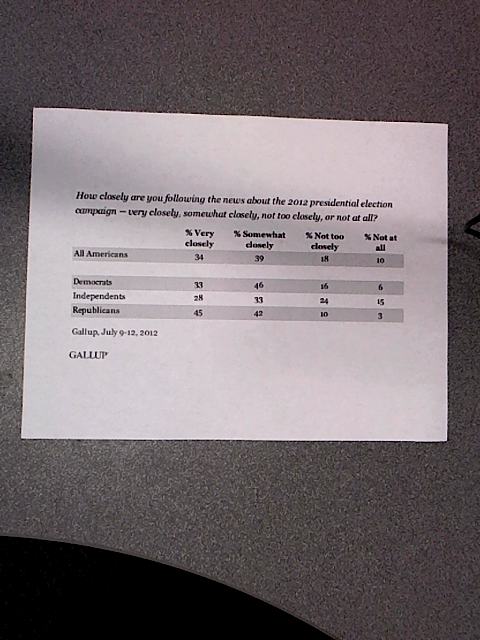 How closely are you following the news about the 2012 presidential election
campaign – very closely, somewhat closely, not too closely, or not at all?
% Very closely % Somewhat closely % Not too closely % Not at all
All Americans 34 39 18 10
Democrats 33 46 16 6
Independents 28 33 24 15
Republicans 45 42 10 3
Gallup, July 9-12, 2012
GALLUP